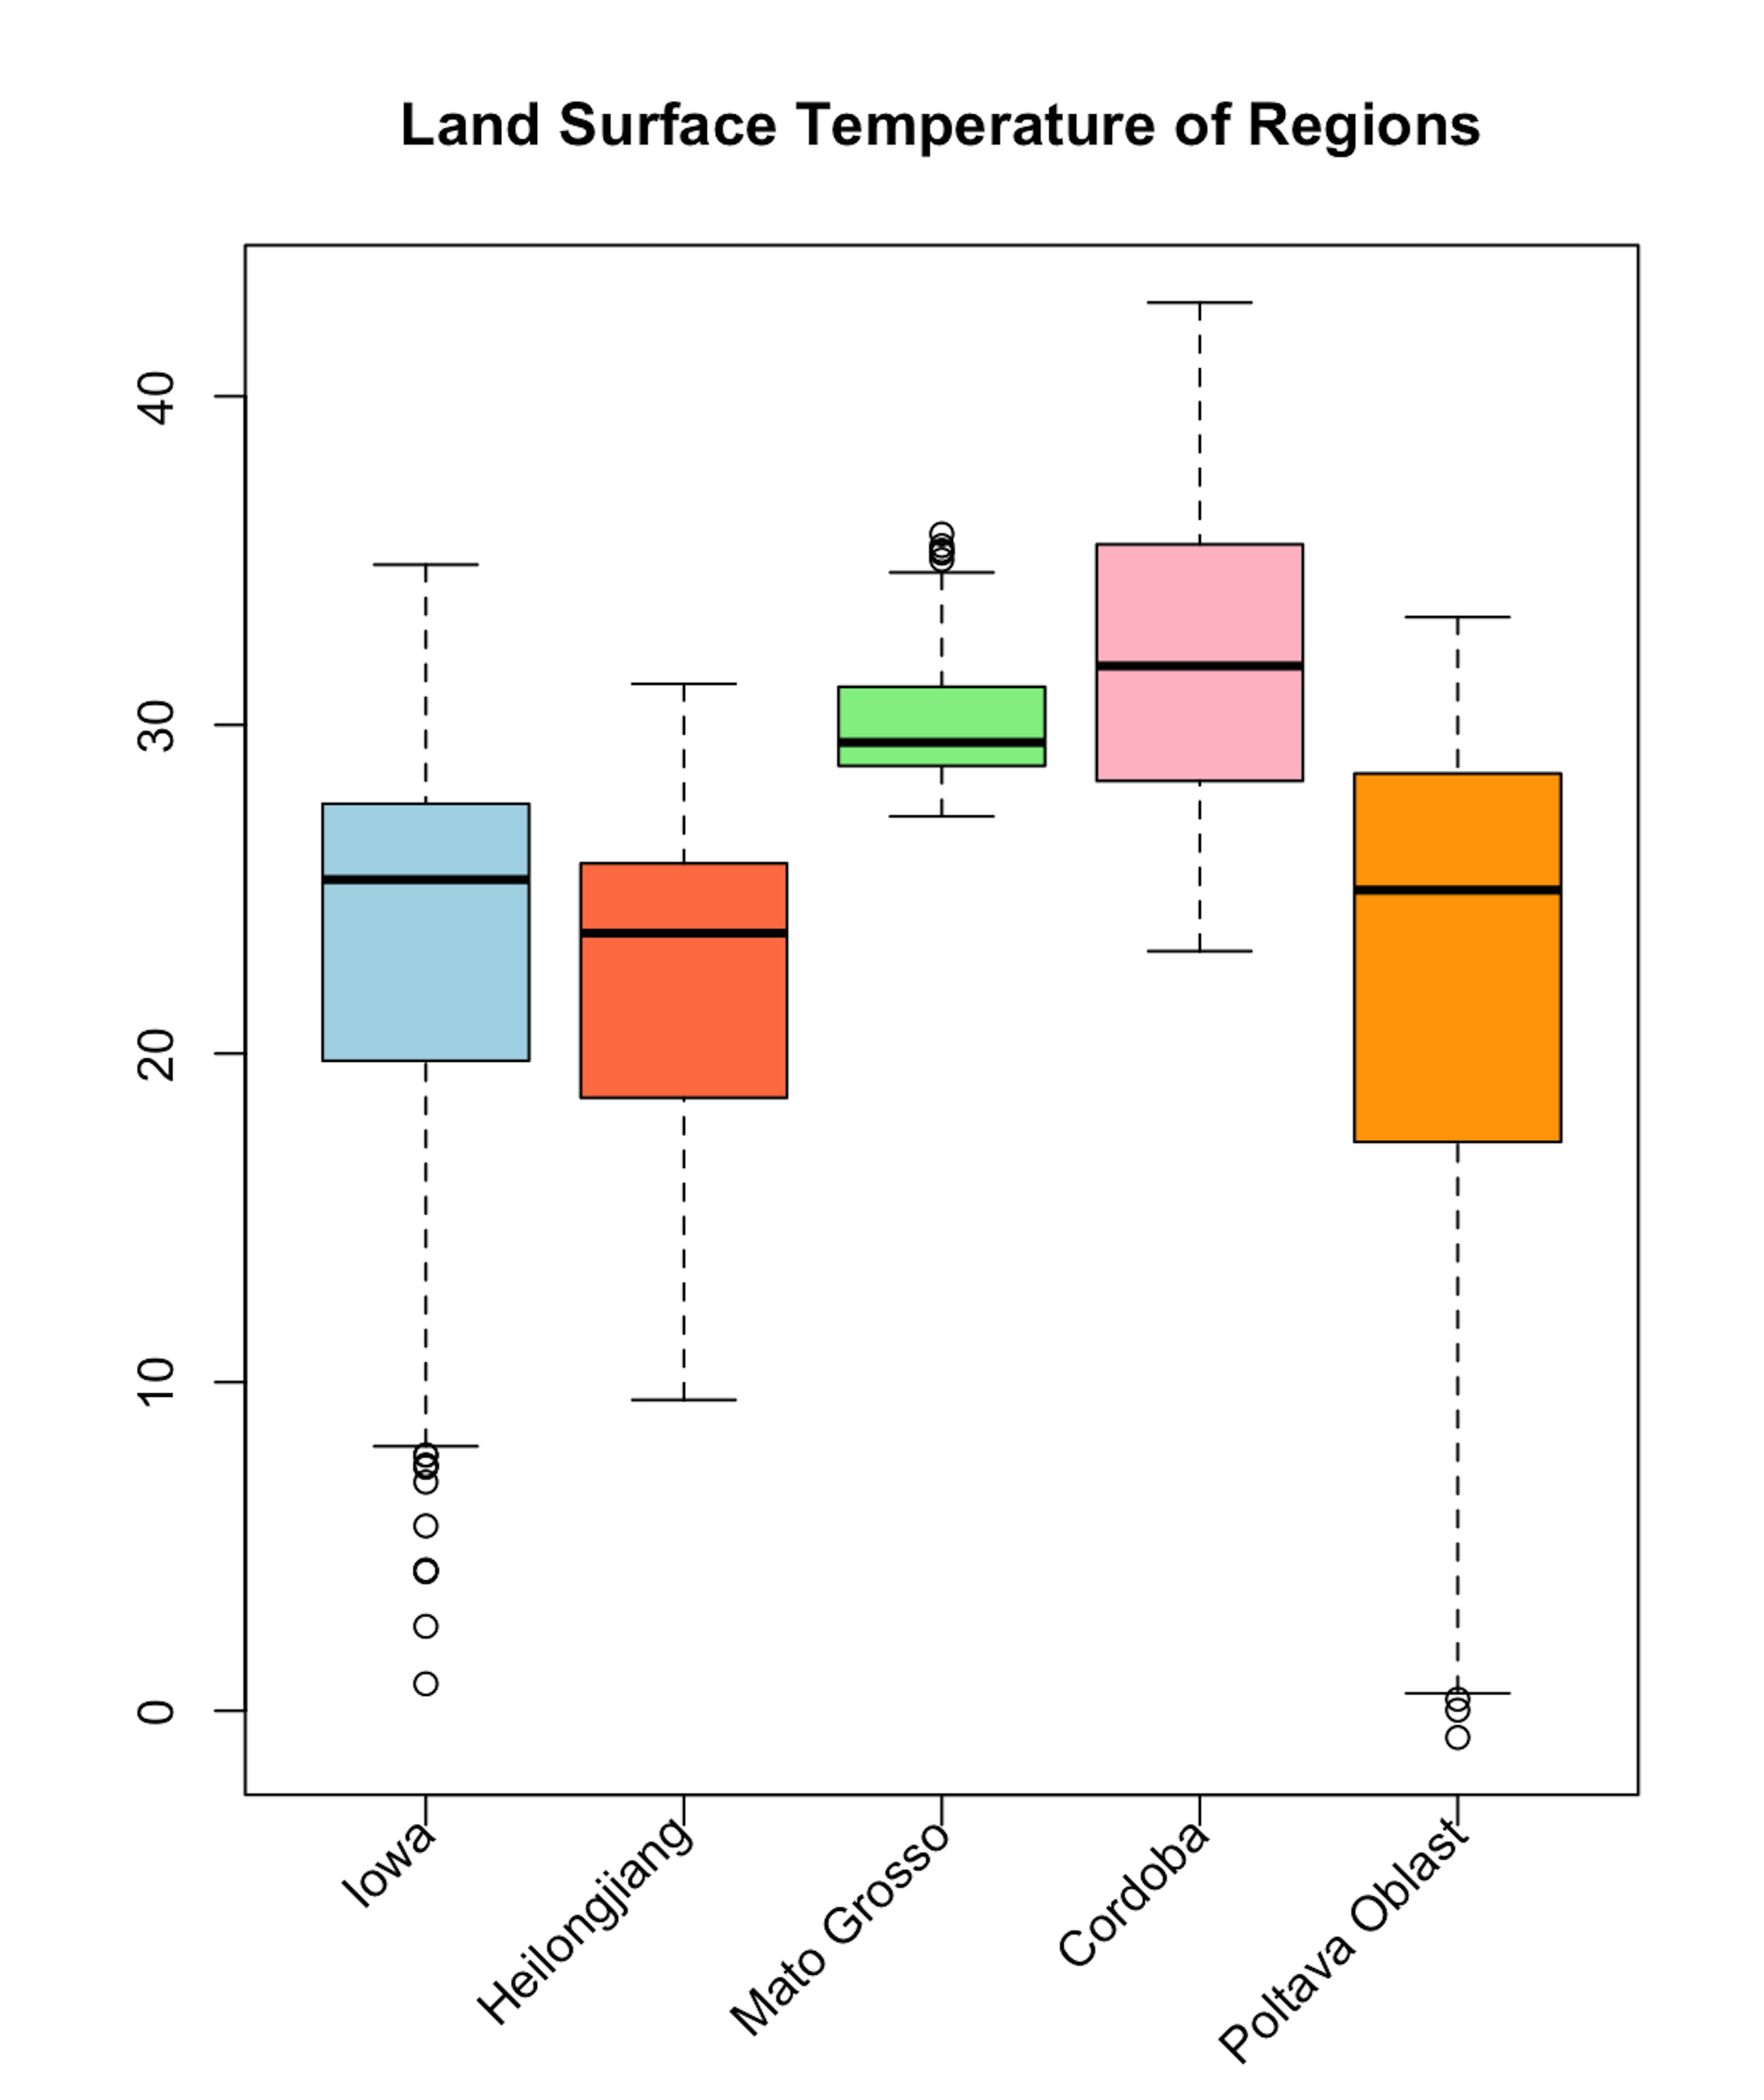 Land Surface Temperature of Regions
40
30
20
10
0
Iowa
Heilongjiang
Mato Grosso
Cordoba
Poltava Oblast